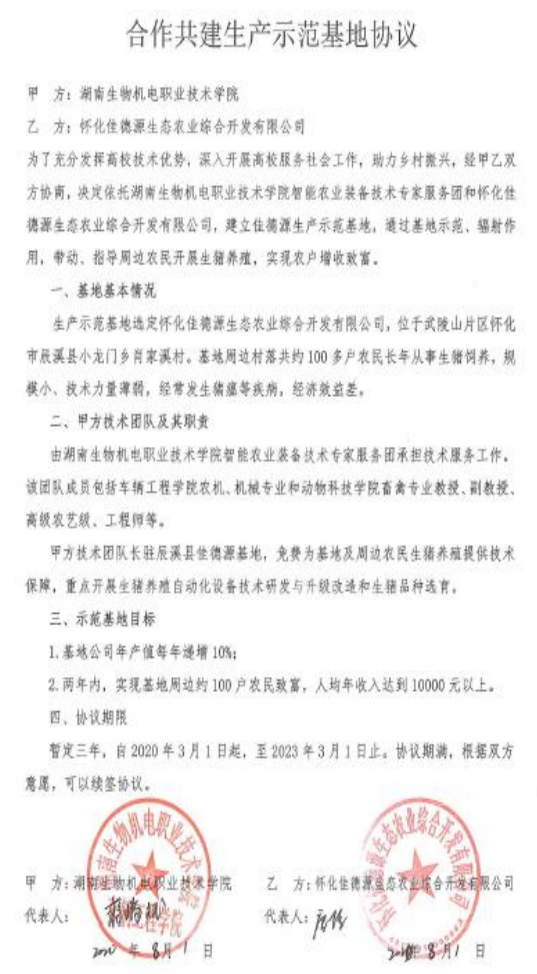 合作共建生产示范基地协议
甲 方：湖南生物机电职业技术学院
乙 方：怀化佳德源生态农业综合开发有限公司
为了充分发挥高校技术优势，深入开展高校服务社会工作，助力乡村振兴，经甲乙双
方协商，决定依托湖南生物机电职业技术学院智能农业装备技术专家服务团和怀化佳
德源生态农业综合开发有限公司，建立佳德源生产示范基地，通过基地示范、辐射作
用，带动、指导周边农民开展生猪养殖，实现农户增收致富。
一、基地基本情况
生产示范基地选定怀化佳德源生态农业综合开发有限公司，位于武陵山片区怀化
市辰溪县小龙门乡肖家溪村。基地周边村落共约 100 多户农民长年从事生猪饲养，规
模小、技术力量薄弱，经常发生猪瘟等疾病，经济效益差。
二、甲方技术团队及其职责
由湖南生物机电职业技术学院智能农业装备技术专家服务团承担技术服务工作。
该团队成员包括车辆工程学院农机、机械专业和动物科技学院畜禽专业教授、副教授、
高级农艺级、工程师等。
甲方技术团队长驻辰溪县佳德源基地，免费为基地及周边农民生猪养殖提供技术
保障，重点开展生猪养殖自动化设备技术研发与升级改造和生猪品种选育。
三、示范基地目标
1.基地公司年产值每年递增 10%；
2.两年内，实现基地周边约 100 户农民致富，人均年收入达到 10000 元以上。
四、协议期限
暂定三年，自 2020 年 3 月 1 日起，至 2023 年 3 月 1 日止。协议期满，根据双方
意愿，可以续签协议。
甲 方：湖南生物机电职业技术学院
乙 方：怀化佳德源生态农业综合开发有限公司
代表人：
代表人：
2020 年 8 月 1 日
年 8 月 1 日